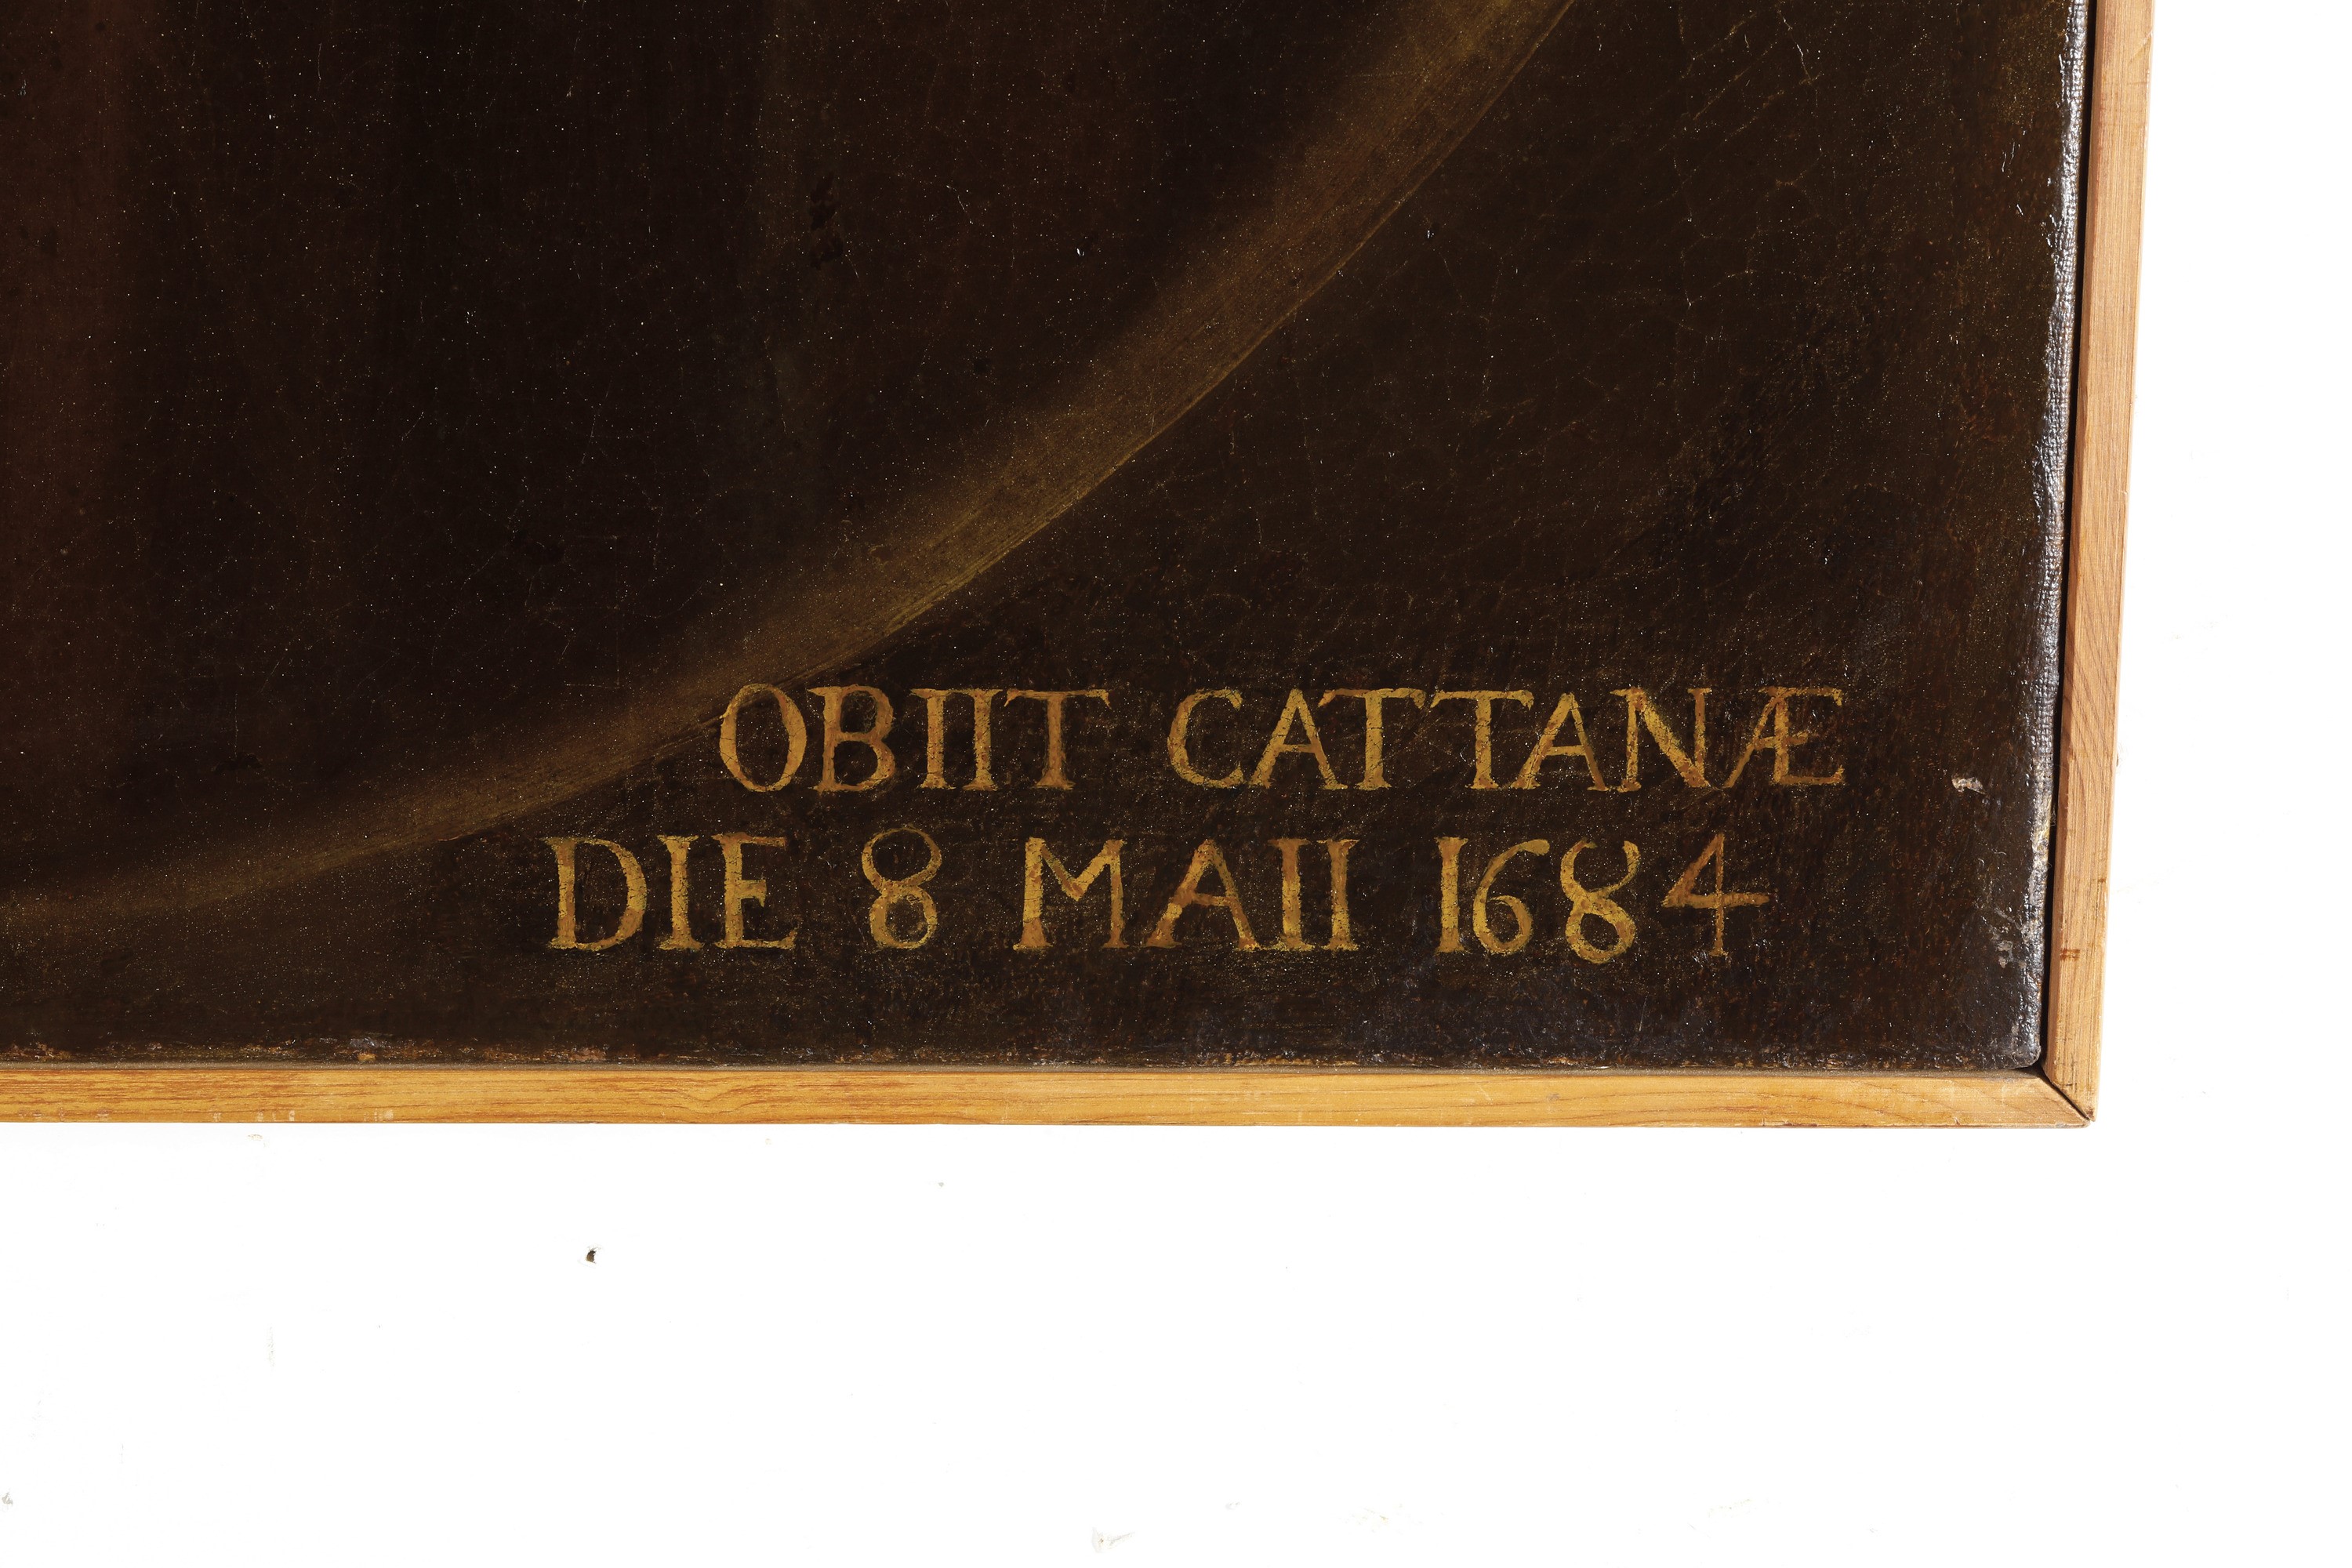 OBIIT CATTANÆ
DIE 8 MAII 1684